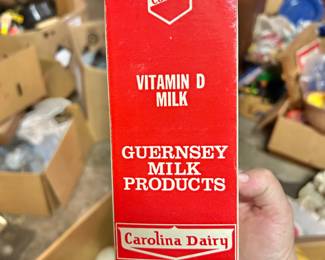 VITAMIN D
MILK
GUERNSEY
MILK
PRODUCTS
Carolina Dairy